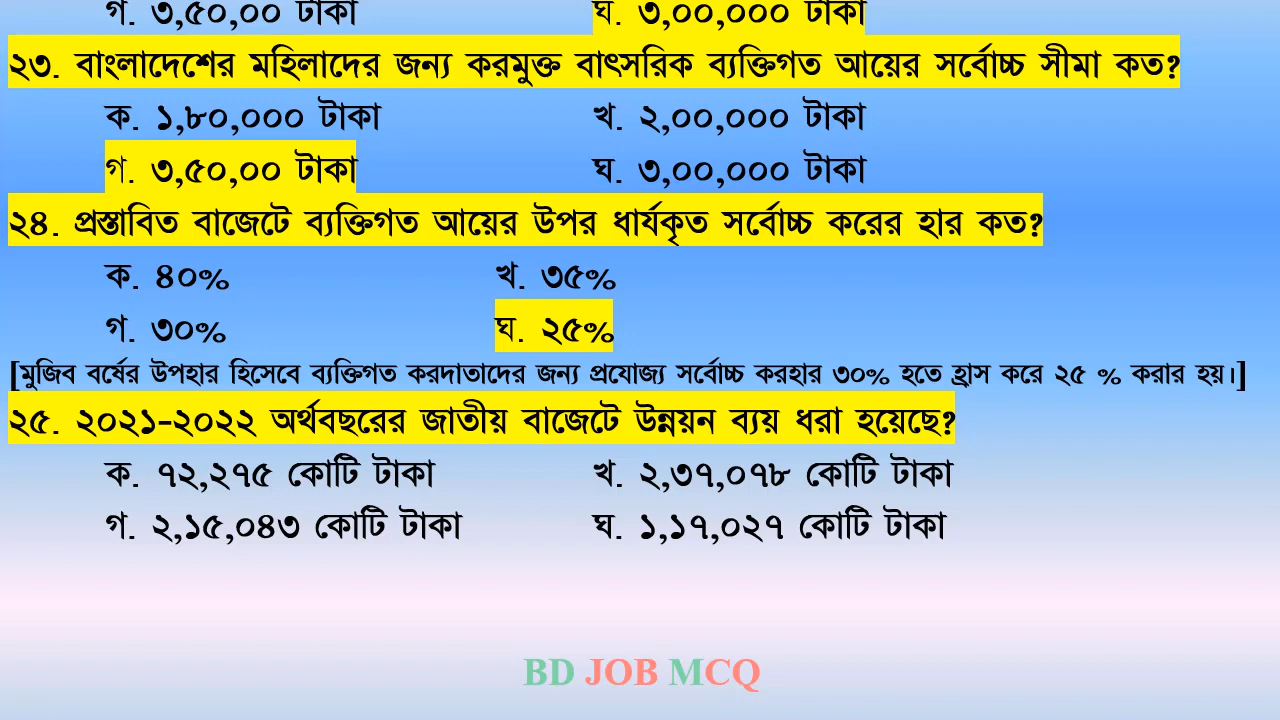 গ. ৩,৫০,০০ টাকা ঘ. ৩,০০,০০০ টাকা
২৩. বাংলাদেশের মহিলাদের জন্য করমুক্ত বাৎসরিক ব্যক্তিগত আয়ের সর্বোচ্চ সীমা কত?
ক. ১,৮০,০০০ টাকা খ. ২,০০,০০০ টাকা
গ. ৩,৫০,০০ টাকা ঘ. ৩,০০,০০০ টাকা
২৪. প্রস্তাবিত বাজেটে ব্যক্তিগত আয়ের উপর ধার্যকৃত সর্বোচ্চ করের হার কত?
ক. ৪০% খ. ৩৫%
গ. ৩০% ঘ. ২৫%
[মুজিব বর্ষের উপহার হিসেবে ব্যক্তিগত করদাতাদের জন্য প্রযোজ্য সর্বোচ্চ করহার ৩০% হতে হ্রাস করে ২৫ % করার হয়।]
২৫. ২০২১-২০২২ অর্থবছরের জাতীয় বাজেটে উন্নয়ন ব্যয় ধরা হয়েছে?
ক. ৭২,২৭৫ কোটি টাকা খ. ২,৩৭,০৭৮ কোটি টাকা
গ. ২,১৫,০৪৩ কোটি টাকা ঘ. ১,১৭,০২৭ কোটি টাকা
BD JOB MCQ